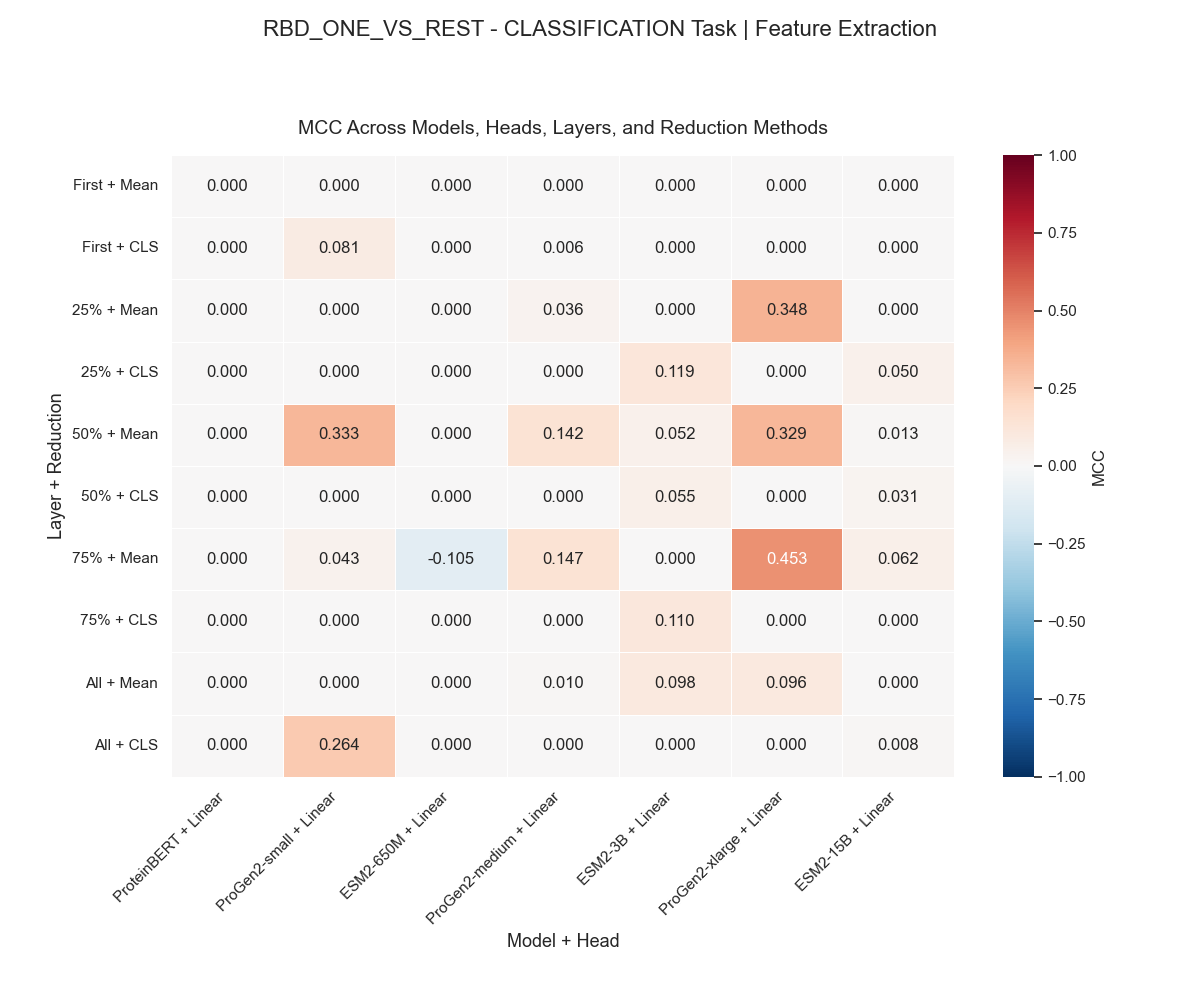 RBD_ONE_VS_REST - CLASSIFICATION Task | Feature Extraction
MCC Across Models, Heads, Layers, and Reduction Methods
Layer + Reduction
First + Mean 0.000 0.000 0.000 0.000 0.000 0.000 0.000
First + CLS 0.000 0.081 0.000 0.006 0.000 0.000 0.000
25% + Mean 0.000 0.000 0.000 0.036 0.000 0.348 0.000
25% + CLS 0.000 0.000 0.000 0.000 0.119 0.000 0.050
50% + Mean 0.000 0.333 0.000 0.142 0.052 0.329 0.013
50% + CLS 0.000 0.000 0.000 0.000 0.055 0.000 0.031
75% + Mean 0.000 0.043 -0.105 0.147 0.000 0.453 0.062
75% + CLS 0.000 0.000 0.000 0.000 0.110 0.000 0.000
All + Mean 0.000 0.000 0.000 0.010 0.098 0.096 0.000
All + CLS 0.000 0.264 0.000 0.000 0.000 0.000 0.008
ProteinBERT + Linear
ProGen2-small + Linear
ESM2-650M + Linear
ProGen2-medium + Linear
ESM2-3B + Linear
ProGen2-xlarge + Linear
ESM2-15B + Linear
Model + Head
1.00
0.75
0.50
0.25
0.00
−0.25
−0.50
−0.75
−1.00
MCC